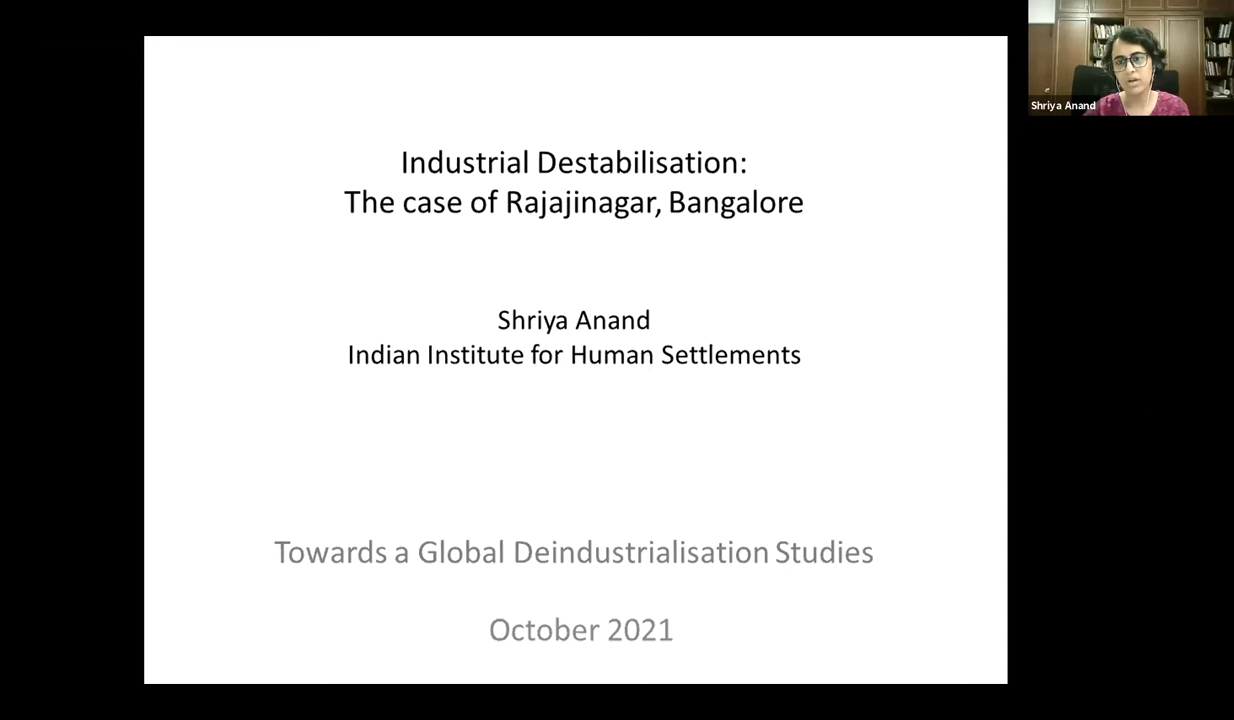 Industrial Destabilisation:
The case of Rajajinagar, Bangalore
Shriya Anand
Indian Institute for Human Settlements
Towards a Global Deindustrialisation Studies
October 2021
Shriya Anand